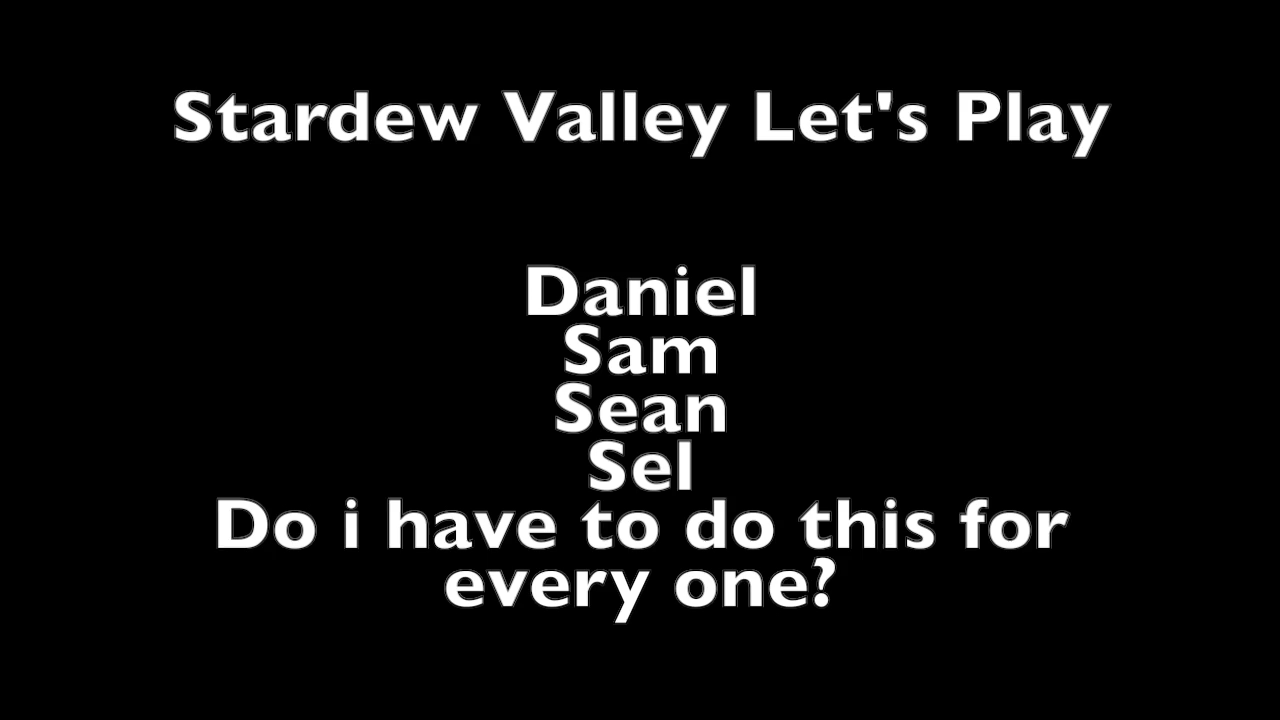 Stardew Valley Let's Play
Daniel
Sam
Sean
Sel
Do i have to do this for
every one?